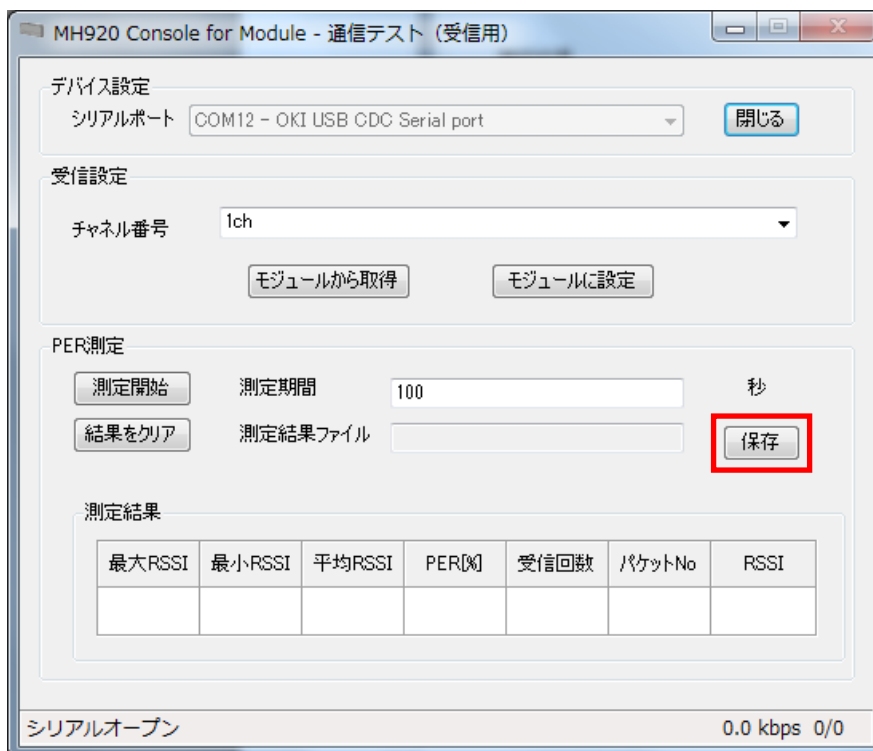 MH920 Console for Module - 通信テスト（受信用）
デバイス設定
シリアルポート COM12 - OKI USB CDC Serial port 閉じる
受信設定
チャネル番号 1ch
モジュールから取得 モジュールに設定
PER測定
測定開始 測定期間 100 秒
結果をクリア 測定結果ファイル 保存
測定結果
最大RSSI 最小RSSI 平均RSSI PER[%] 受信回数 パケットNo RSSI
シリアルオープン 0.0 kbps 0/0